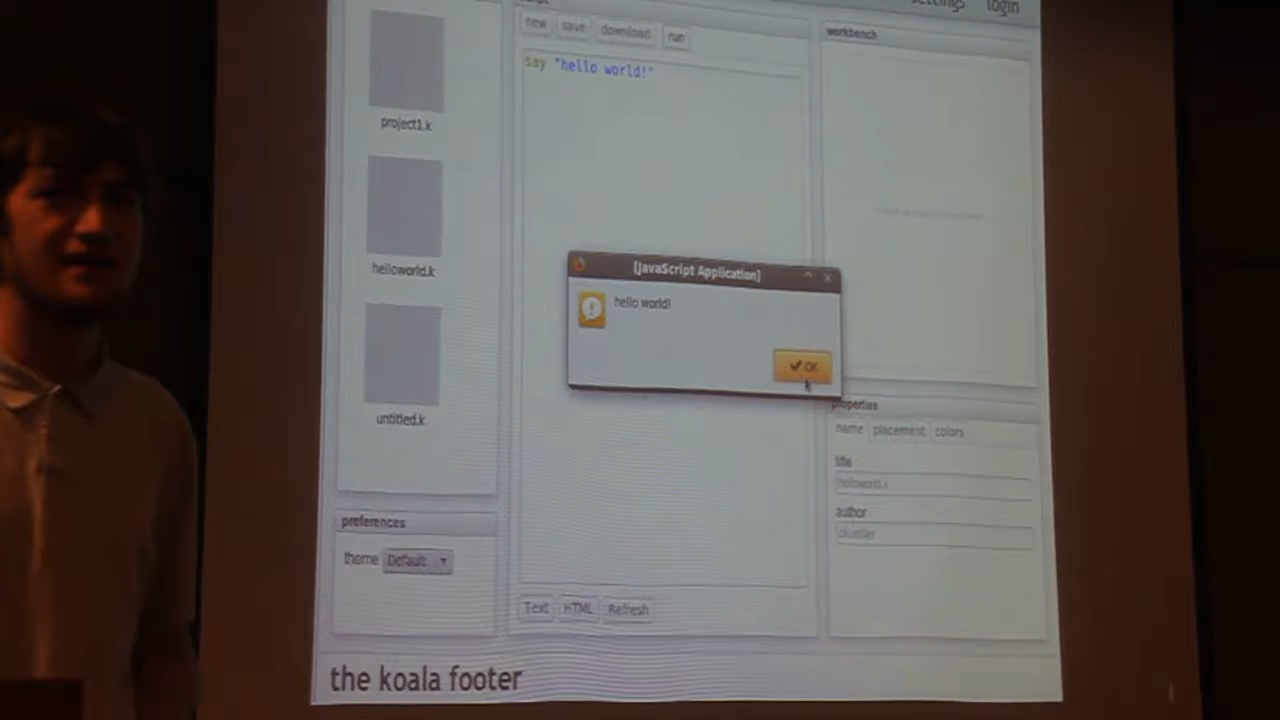 settings login
project1.k
helloworld.k
untitled.k
preferences
theme Default
new save download run
say "hello world!"
[JavaScript Application]
hello world!
OK
Text HTML Refresh
workbench
properties
name placement colors
title
helloworld.k
author
the koala footer